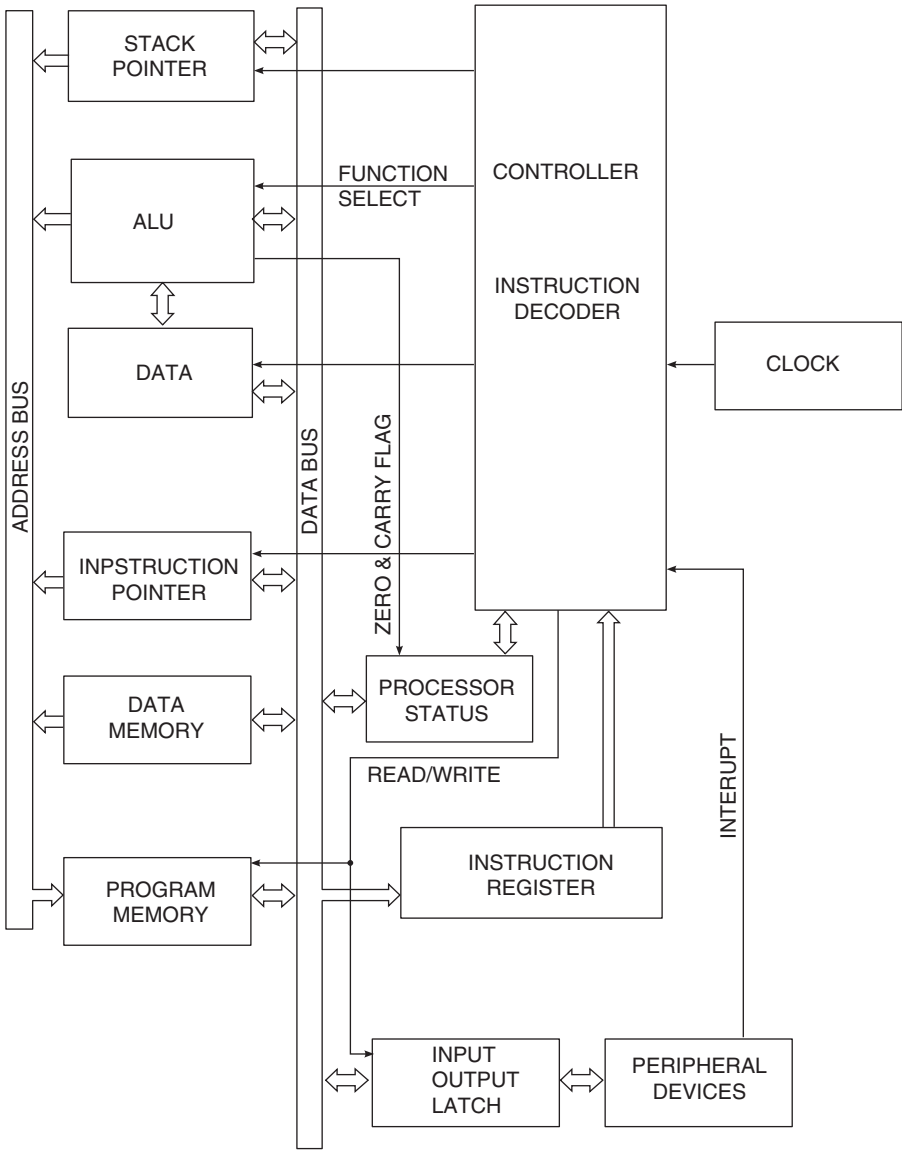 STACK
POINTER
FUNCTION
SELECT
CONTROLLER
ALU
INSTRUCTION
DECODER
DATA
CLOCK
ADDRESS BUS
DATA BUS
ZERO & CARRY FLAG
INPSTRUCTION
POINTER
PROCESSOR
STATUS
DATA
MEMORY
READ/WRITE
INTERUPT
INSTRUCTION
REGISTER
PROGRAM
MEMORY
INPUT
OUTPUT
LATCH
PERIPHERAL
DEVICES